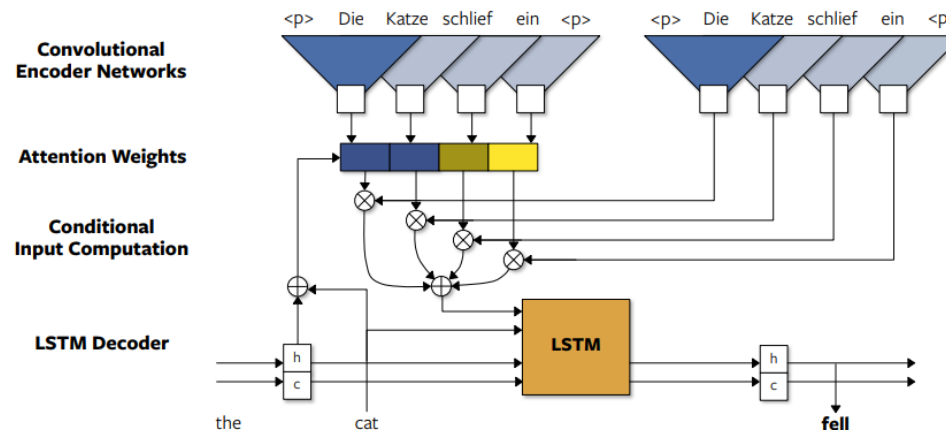 <p> Die Katze schlief ein <p>
<p> Die Katze schlief ein <p
Convolutional
Encoder Networks
Attention Weights
Conditional
Input Computation
LSTM Decoder
h
c
LSTM
h
c
the
cat
fell